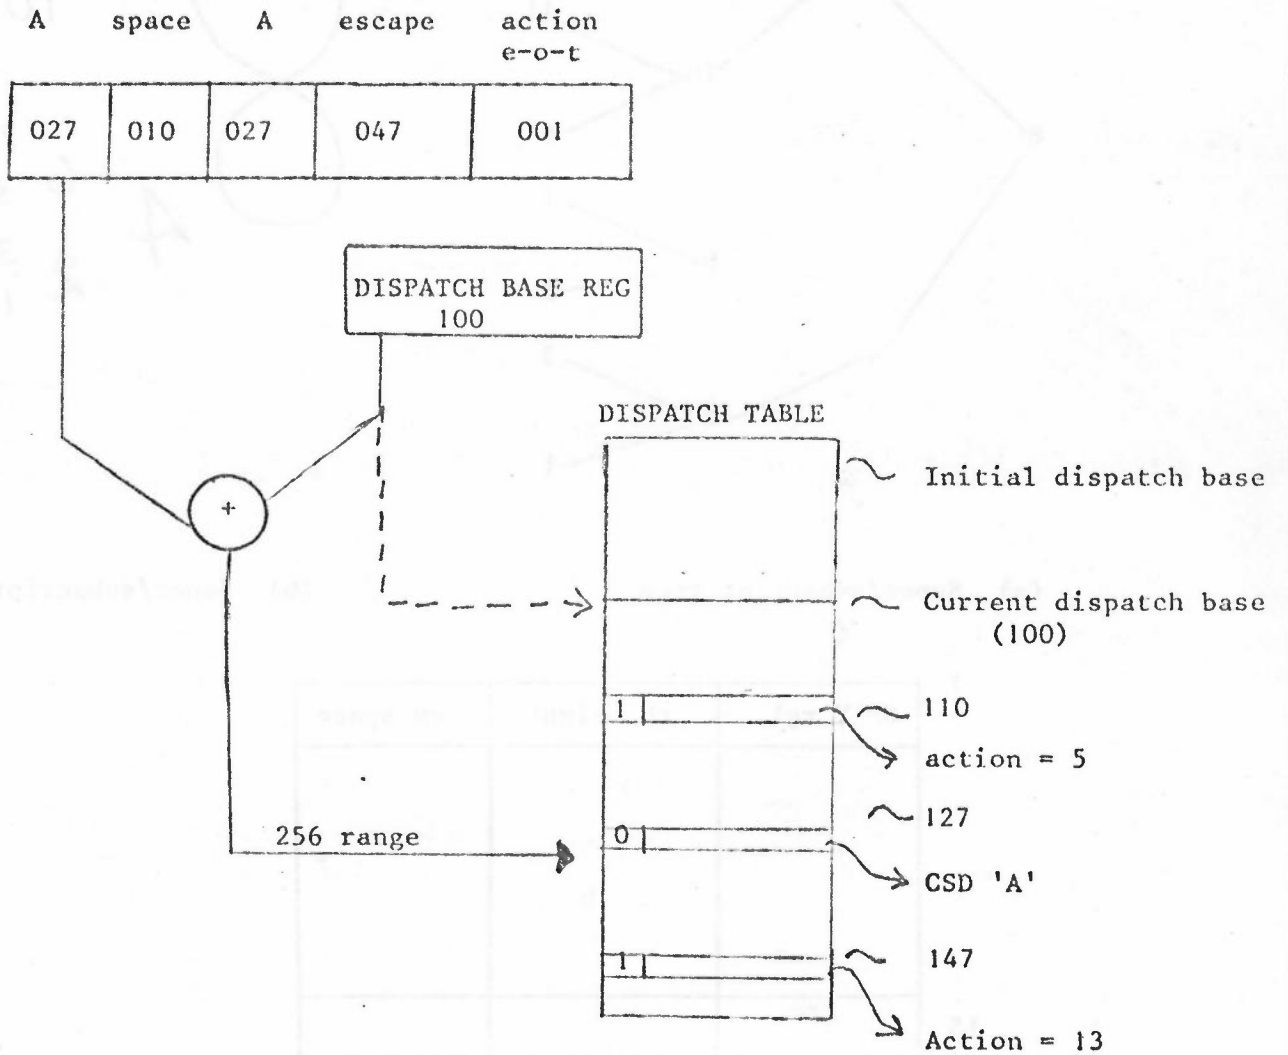 A space A escape action
e-o-t
027 010 027 047 001
DISPATCH BASE REG
100
DISPATCH TABLE
+
Initial dispatch base
Current dispatch base
(100)
1 110
action = 5
127
256 range
0
CSD 'A'
1 147
Action = 13